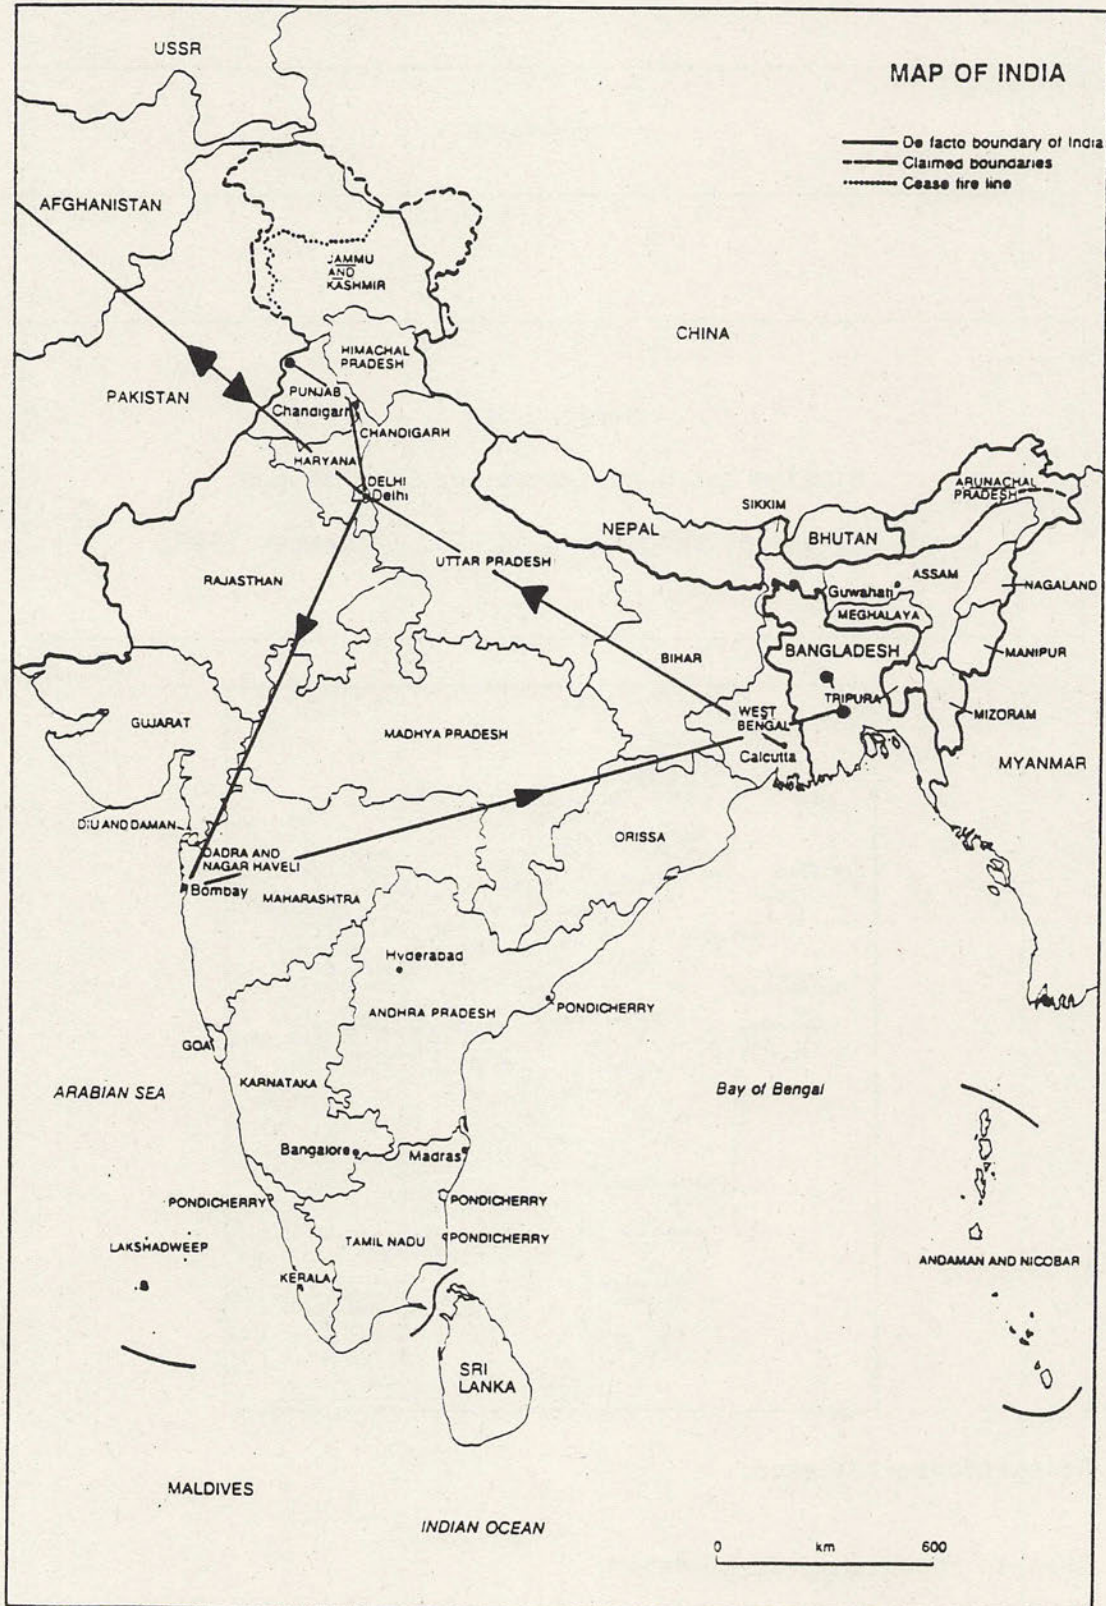 USSR
MAP OF INDIA
De facto boundary of India
Claimed boundaries
Cease fire line
AFGHANISTAN
JAMMU
AND
KASHMIR
CHINA
HIMACHAL
PRADESH
PAKISTAN
PUNJAB
Chandigarh
CHANDIGARH
HARYANA
DELHI
Delhi
ARUNACHAL
PRADESH
SIKKIM
NEPAL
BHUTAN
UTTAR PRADESH
ASSAM
RAJASTHAN
Guwahati
NAGALAND
MEGHALAYA
BIHAR
BANGLADESH
MANIPUR
TRIPURA
WEST
BENGAL
MIZORAM
GUJARAT
MADHYA PRADESH
Calcutta
MYANMAR
DIU AND DAMAN
ORISSA
DADRA AND
NAGAR HAVELI
Bombay
MAHARASHTRA
Hyderabad
ANDHRA PRADESH
PONDICHERRY
GOA
KARNATAKA
ARABIAN SEA
Bay of Bengal
Bangalore
Madras
PONDICHERRY
PONDICHERRY
TAMIL NADU
PONDICHERRY
LAKSHADWEEP
ANDAMAN AND NICOBAR
KERALA
SRI
LANKA
MALDIVES
INDIAN OCEAN
0 km 600